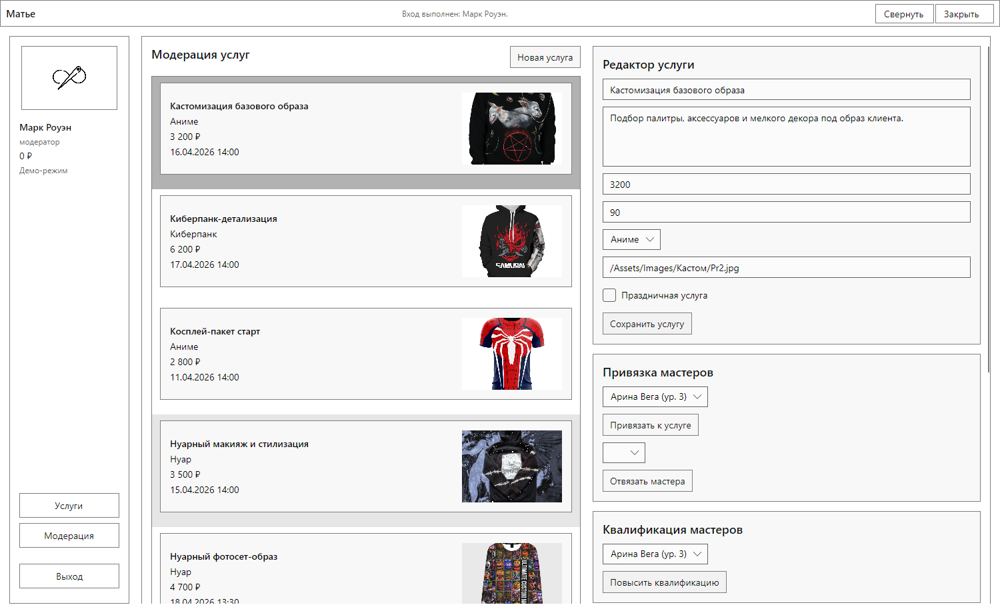 Матье
Вход выполнен: Марк Роуэн.
Свернуть
Закрыть
Марк Роуэн
модератор
0 ₽
Демо-режим
Услуги
Модерация
Выход
Модерация услуг
Новая услуга
Кастомизация базового образа
Аниме
3 200 ₽
16.04.2026 14:00
Киберпанк-детализация
Киберпанк
6 200 ₽
17.04.2026 14:00
SAMURAI
Косплей-пакет старт
Аниме
2 800 ₽
11.04.2026 14:00
Нуарный макияж и стилизация
Нуар
3 500 ₽
15.04.2026 14:00
Нуарный фотосет-образ
Нуар
4 700 ₽
18.04.2026 13:30
ULTIMATE CUSTOM
Редактор услуги
Кастомизация базового образа
Подбор палитры, аксессуаров и мелкого декора под образ клиента.
3200
90
Аниме
/Assets/Images/Кастом/Pr2.jpg
Праздничная услуга
Сохранить услугу
Привязка мастеров
Арина Вега (ур. 3)
Привязать к услуге
Отвязать мастера
Квалификация мастеров
Арина Вега (ур. 3)
Повысить квалификацию